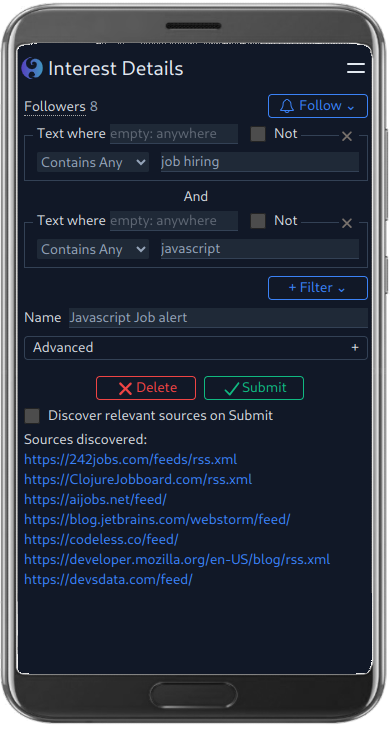 Interest Details
Followers 8
Follow
Text where empty: anywhere Not
Contains Any job hiring
And
Text where empty: anywhere Not
Contains Any javascript
+ Filter
Name Javascript Job alert
Advanced +
Delete Submit
Discover relevant sources on Submit
Sources discovered:
https://242jobs.com/feeds/rss.xml
https://ClojureJobboard.com/rss.xml
https://aijobs.net/feed/
https://blog.jetbrains.com/webstorm/feed/
https://codeless.co/feed/
https://developer.mozilla.org/en-US/blog/rss.xml
https://devsdata.com/feed/